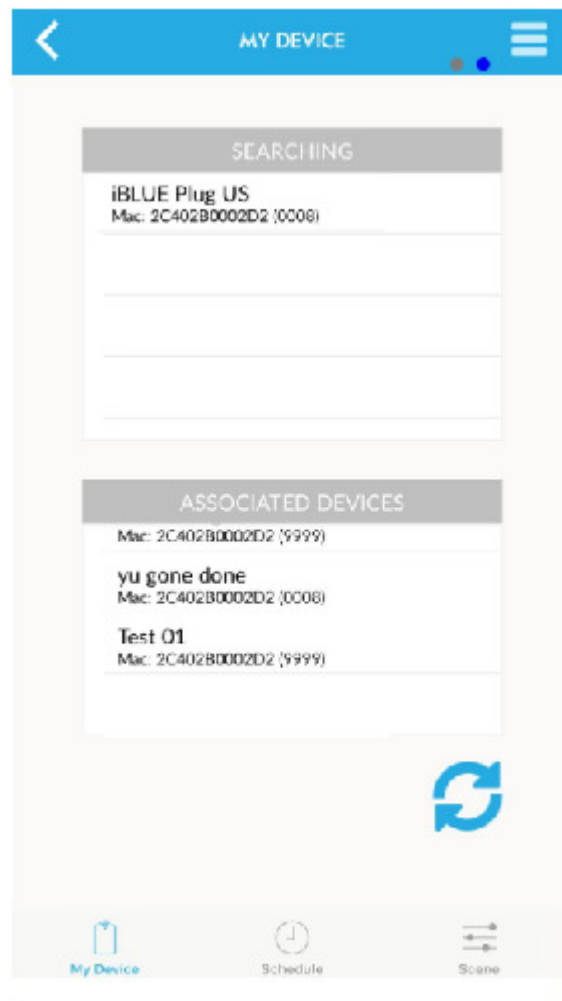 MY DEVICE
SEARCHING
iBLUE Plug US
Mac: 2C402B0002D2 (0008)
ASSOCIATED DEVICES
Mac: 2C402B0002D2 (9999)
yu gone done
Mac: 2C402B0002D2 (0008)
Test 01
Mac: 2C402B0002D2 (9999)
My Device
Schedule
Scene